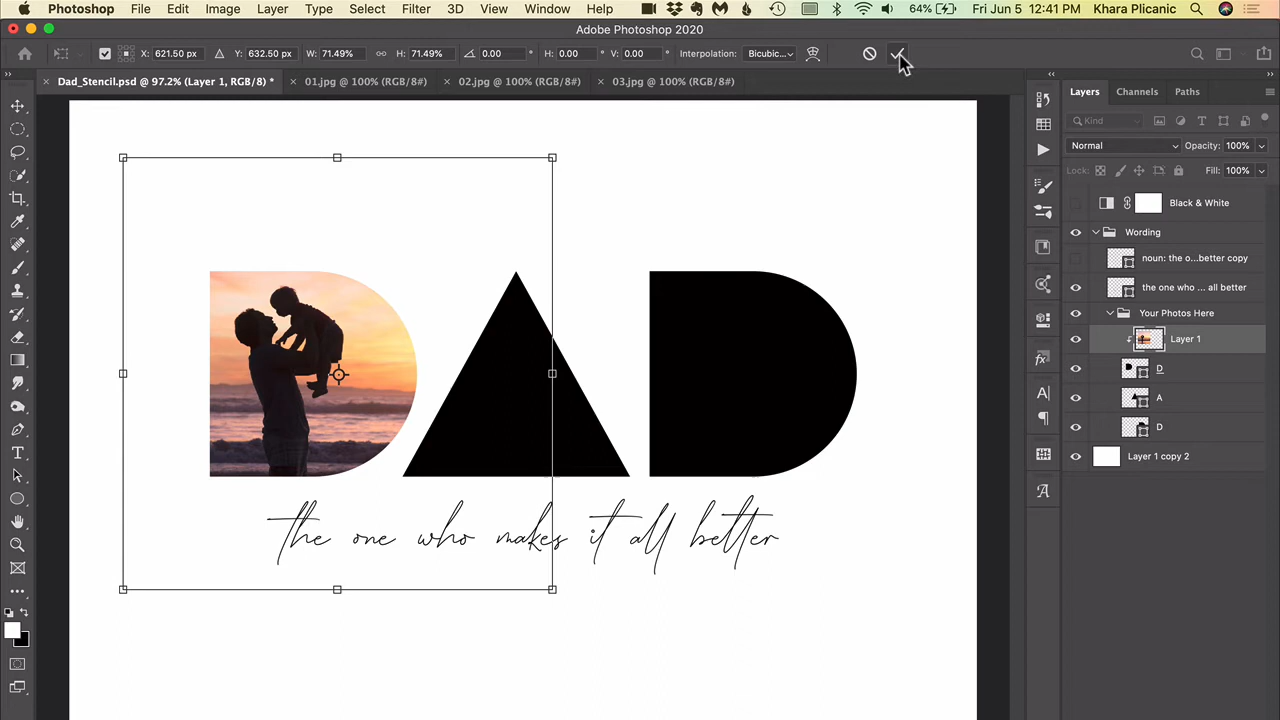 Photoshop File Edit Image Layer Type Select Filter 3D View Window Help 64% Fri Jun 5 12:41 PM Khara Plicanic
Adobe Photoshop 2020
X: 621.50 px Y: 632.50 px W: 71.49% H: 71.49% 0.00 ° H: 0.00 ° V: 0.00 ° Interpolation: Bicubic...
Dad_Stencil.psd @ 97.2% (Layer 1, RGB/8) * 01.jpg @ 100% (RGB/8#) 02.jpg @ 100% (RGB/8#) 03.jpg @ 100% (RGB/8#)
Layers Channels Paths
Kind
Normal Opacity: 100%
Lock: Fill: 100%
Black & White
Wording
noun: the o...better copy
the one who ... all better
Your Photos Here
Layer 1
D
A
D
Layer 1 copy 2
DAD
the one who makes it all better